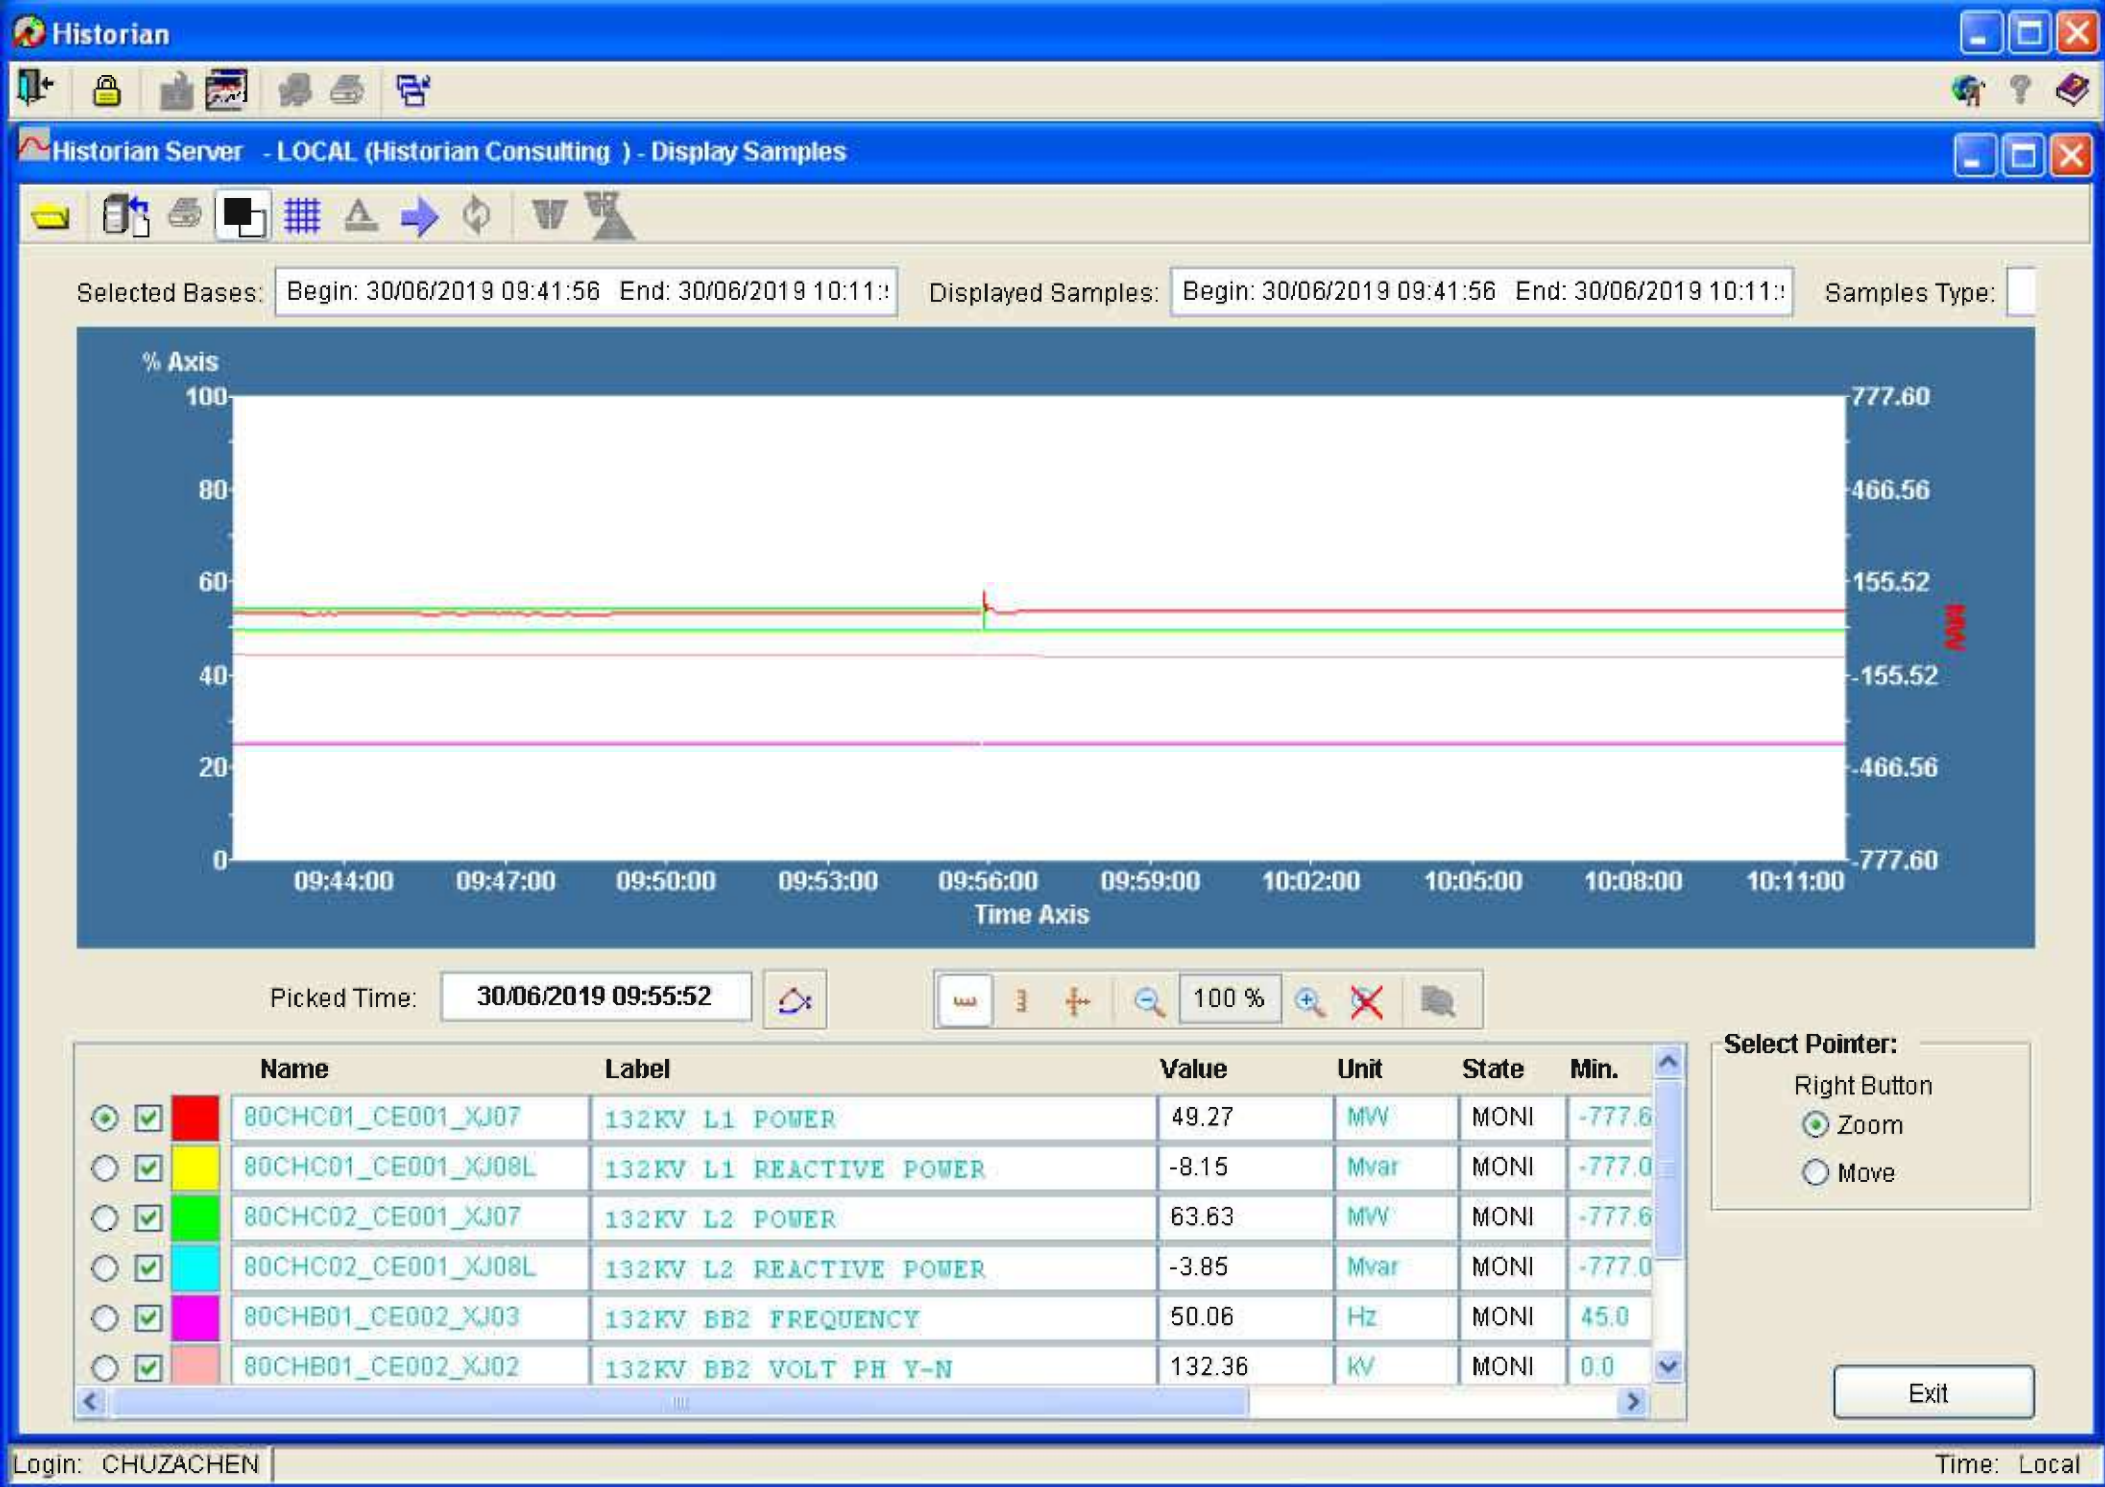 Historian
Historian Server - LOCAL (Historian Consulting ) - Display Samples
Selected Bases: Begin: 30/06/2019 09:41:56 End: 30/06/2019 10:11: Displayed Samples: Begin: 30/06/2019 09:41:56 End: 30/06/2019 10:11: Samples Type:
% Axis
100 777.60
80 466.56
60 155.52
MW
40 -155.52
20 -466.56
0 -777.60
09:44:00 09:47:00 09:50:00 09:53:00 09:56:00 09:59:00 10:02:00 10:05:00 10:08:00 10:11:00
Time Axis
Picked Time: 30/06/2019 09:55:52 100 %
Name Label Value Unit State Min.
80CHC01_CE001_XJ07 132KV L1 POWER 49.27 MW MONI -777.6
80CHC01_CE001_XJ08L 132KV L1 REACTIVE POWER -8.15 Mvar MONI -777.0
80CHC02_CE001_XJ07 132KV L2 POWER 63.63 MW MONI -777.6
80CHC02_CE001_XJ08L 132KV L2 REACTIVE POWER -3.85 Mvar MONI -777.0
80CHB01_CE002_XJ03 132KV BB2 FREQUENCY 50.06 Hz MONI 45.0
80CHB01_CE002_XJ02 132KV BB2 VOLT PH Y-N 132.36 kV MONI 0.0
Select Pointer:
Right Button
Zoom
Move
Exit
Login: CHUZACHEN Time: Local